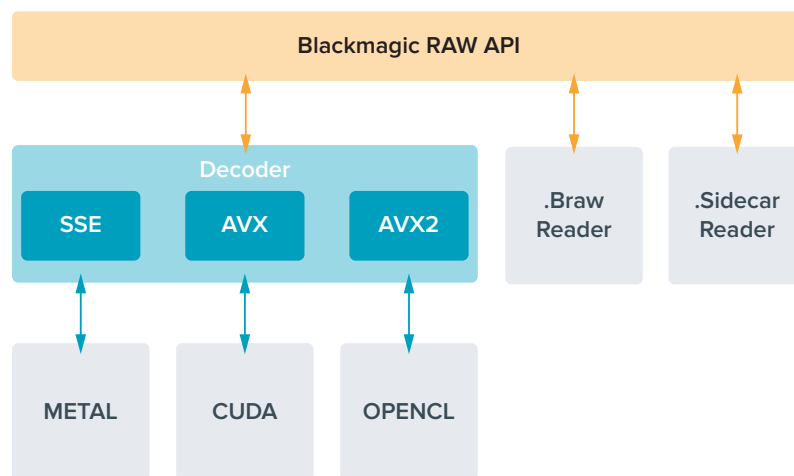 Blackmagic RAW API
Decoder
SSE
AVX
AVX2
.Braw
Reader
.Sidecar
Reader
METAL
CUDA
OPENCL